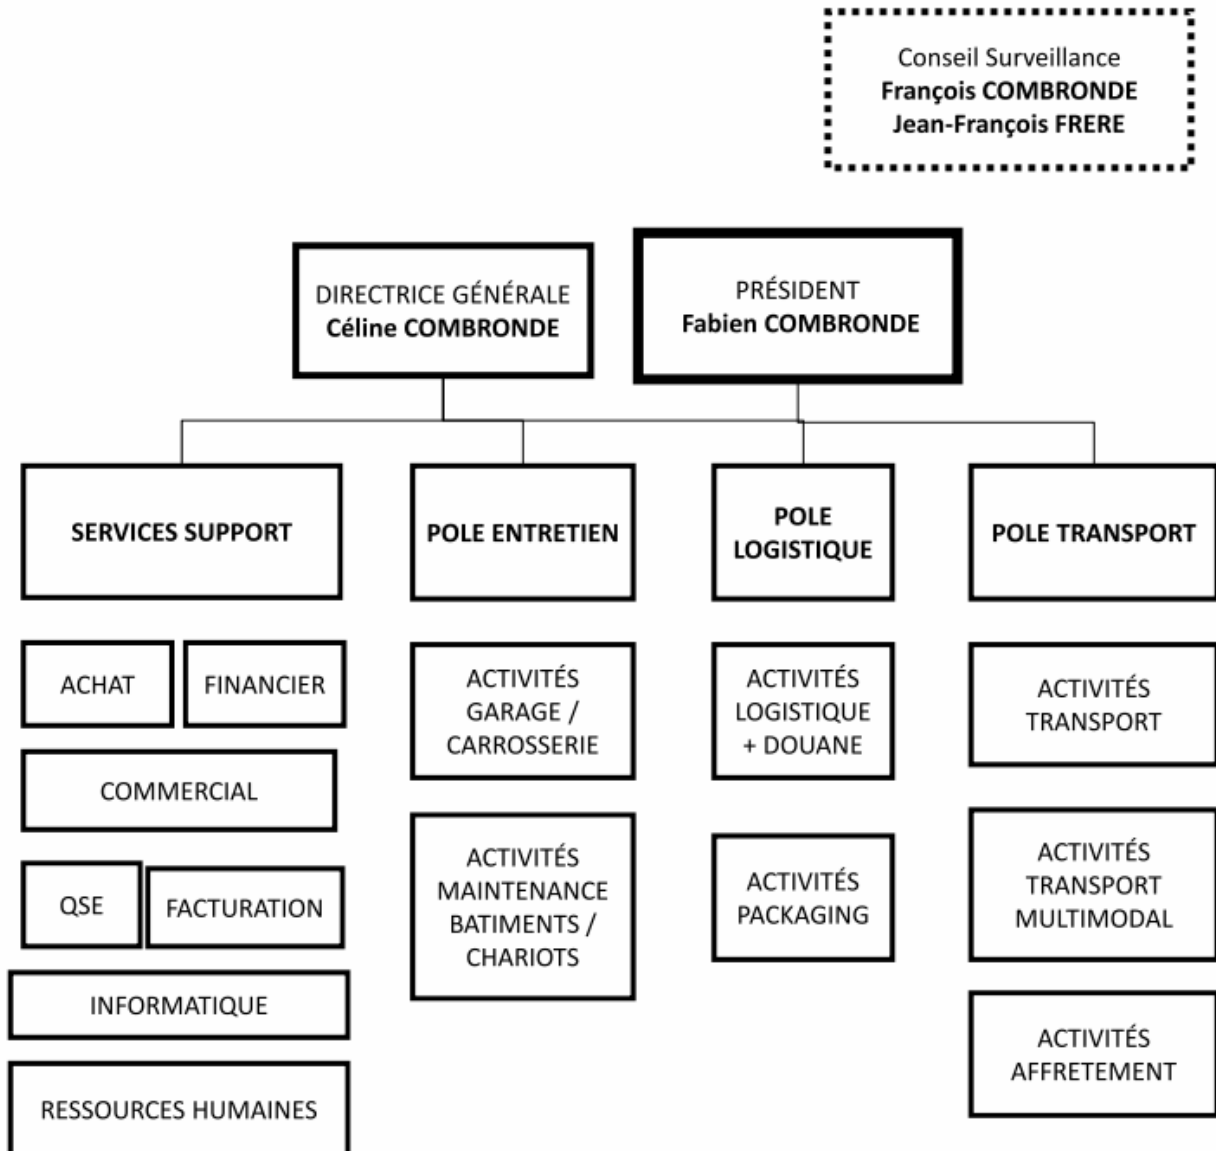 Conseil Surveillance
François COMBRONDE
Jean-François FRERE
DIRECTRICE GÉNÉRALE
Céline COMBRONDE
PRÉSIDENT
Fabien COMBRONDE
SERVICES SUPPORT
POLE ENTRETIEN
POLE
LOGISTIQUE
POLE TRANSPORT
ACHAT
FINANCIER
COMMERCIAL
QSE
FACTURATION
INFORMATIQUE
RESSOURCES HUMAINES
ACTIVITÉS
GARAGE /
CARROSSERIE
ACTIVITÉS
MAINTENANCE
BATIMENTS /
CHARIOTS
ACTIVITÉS
LOGISTIQUE
+ DOUANE
ACTIVITÉS
PACKAGING
ACTIVITÉS
TRANSPORT
ACTIVITÉS
TRANSPORT
MULTIMODAL
ACTIVITÉS
AFFRETEMENT